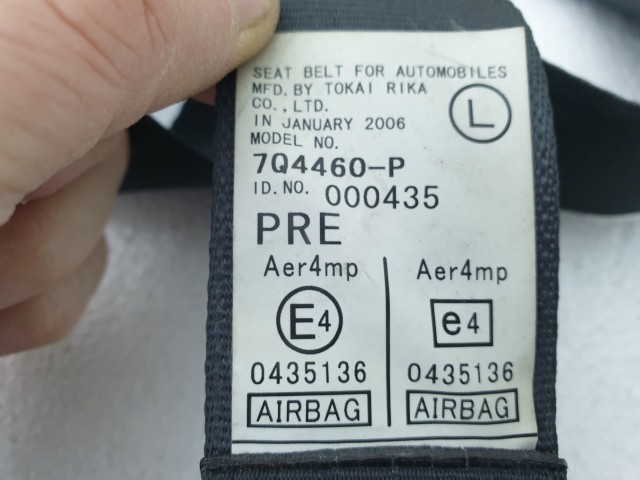 SEAT BELT FOR AUTOMOBILES
MFD. BY TOKAI RIKA
CO., LTD.
IN JANUARY 2006
MODEL NO.
L
7Q4460-P
ID. NO. 000435
PRE
Aer4mp Aer4mp
E4 e4
0435136 0435136
AIRBAG AIRBAG